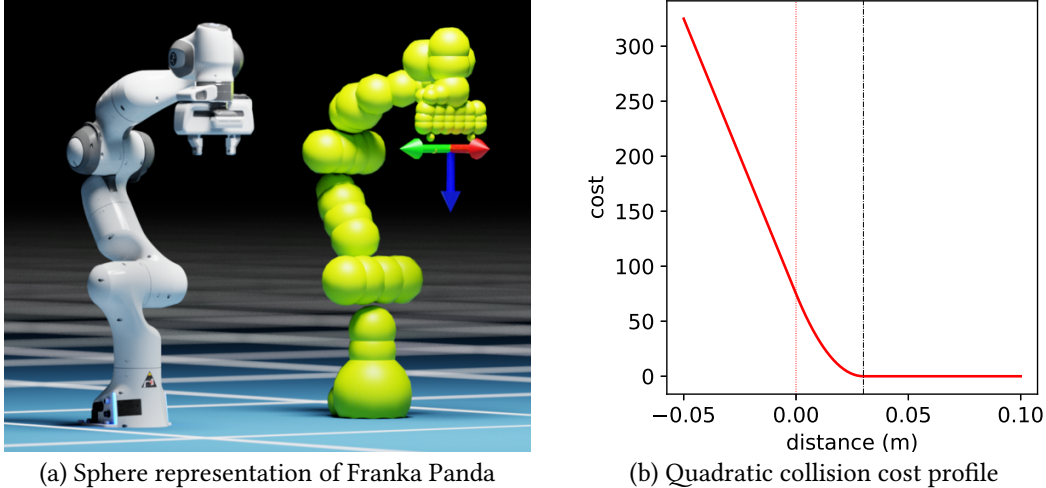 300
250
200
150
100
50
0
cost
−0.05 0.00 0.05 0.10
distance (m)
(a) Sphere representation of Franka Panda
(b) Quadratic collision cost profile